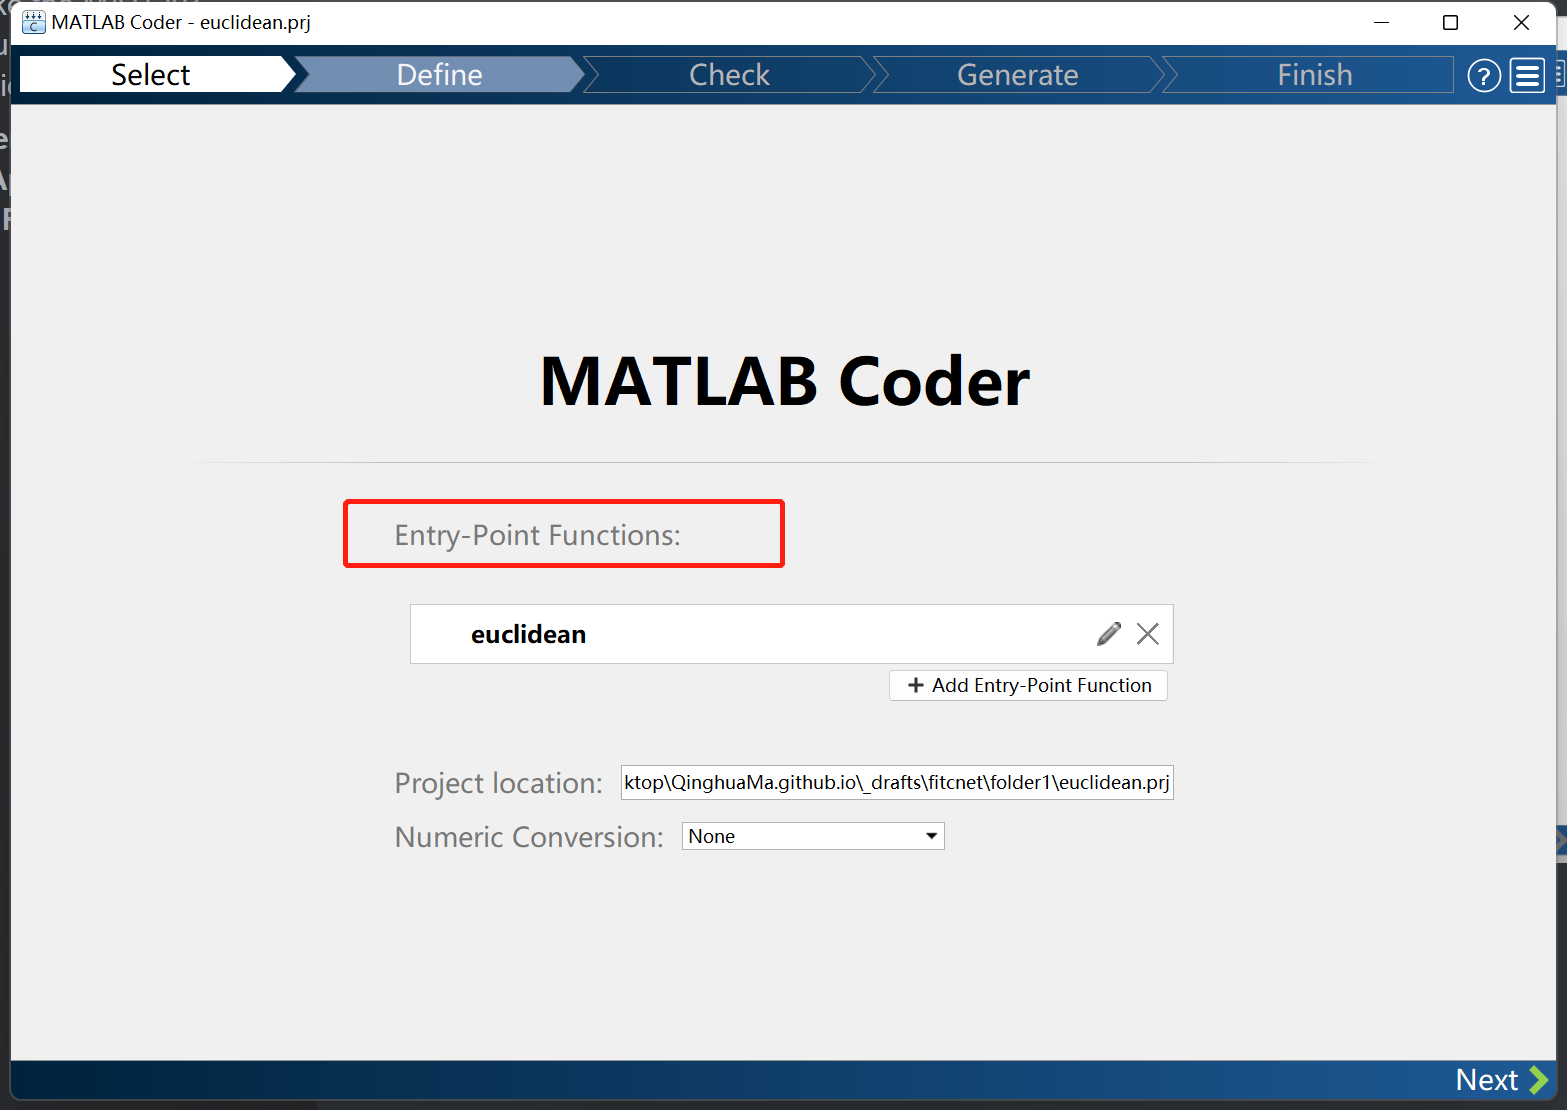 MATLAB Coder - euclidean.prj
Select Define Check Generate Finish ?
MATLAB Coder
Entry-Point Functions:
euclidean
+ Add Entry-Point Function
Project location: ktop\QinghuaMa.github.io\_drafts\fitcnet\folder1\euclidean.prj
Numeric Conversion: None
Next